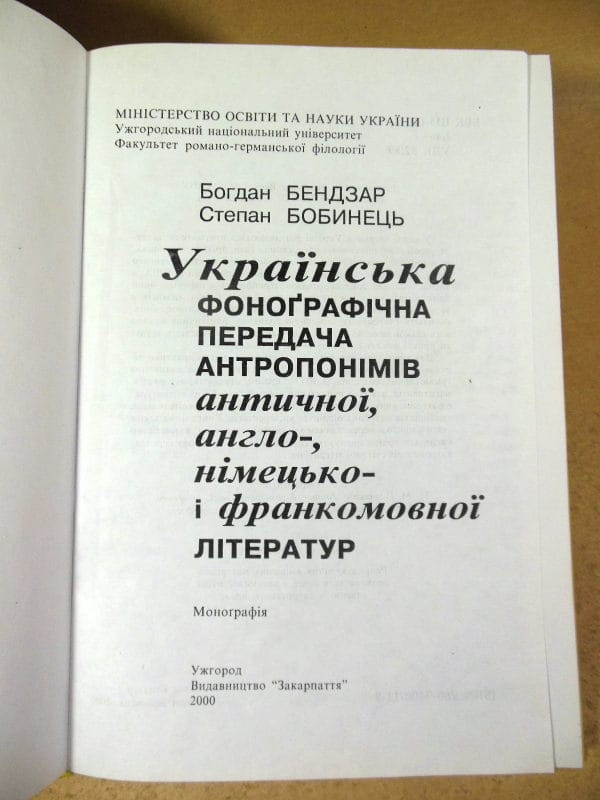 МІНІСТЕРСТВО ОСВІТИ ТА НАУКИ УКРАЇНИ
Ужгородський національний університет
Факультет романо-германської філології
Богдан БЕНДЗАР
Степан БОБИНЕЦЬ
Українська
ФОНОҐРАФІЧНА
ПЕРЕДАЧА
АНТРОПОНІМІВ
античної,
англо-,
німецько-
і франкомовної
ЛІТЕРАТУР
Монографія
Ужгород
Видавництво “Закарпаття”
2000